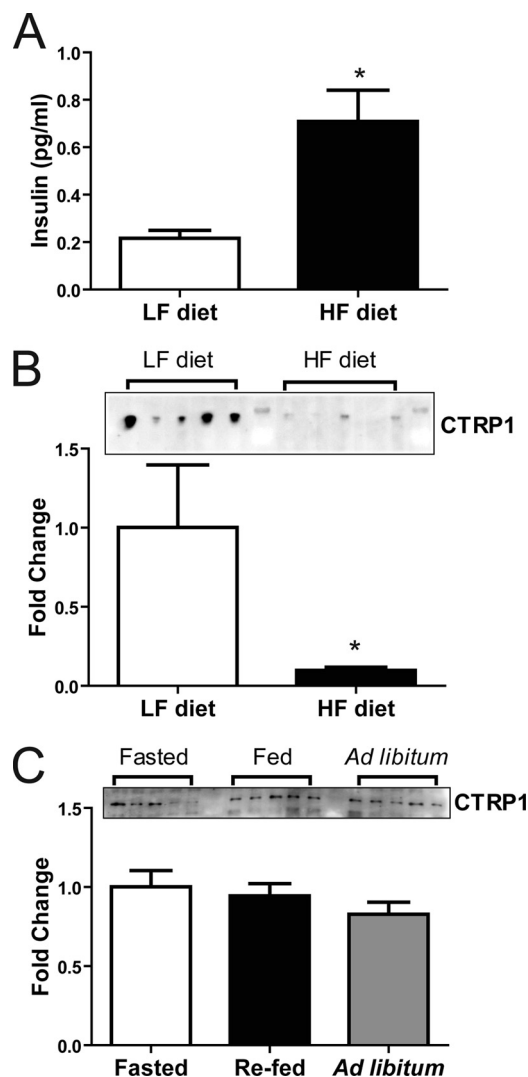 A
Insulin (pg/ml)
1.0
0.8
0.6
0.4
0.2
0.0
*
LF diet HF diet
B
LF diet HF diet
CTRP1
Fold Change
1.5
1.0
0.5
0.0
*
LF diet HF diet
C
Fasted Fed Ad libitum
CTRP1
Fold Change
1.5
1.0
0.5
0.0
Fasted Re-fed Ad libitum